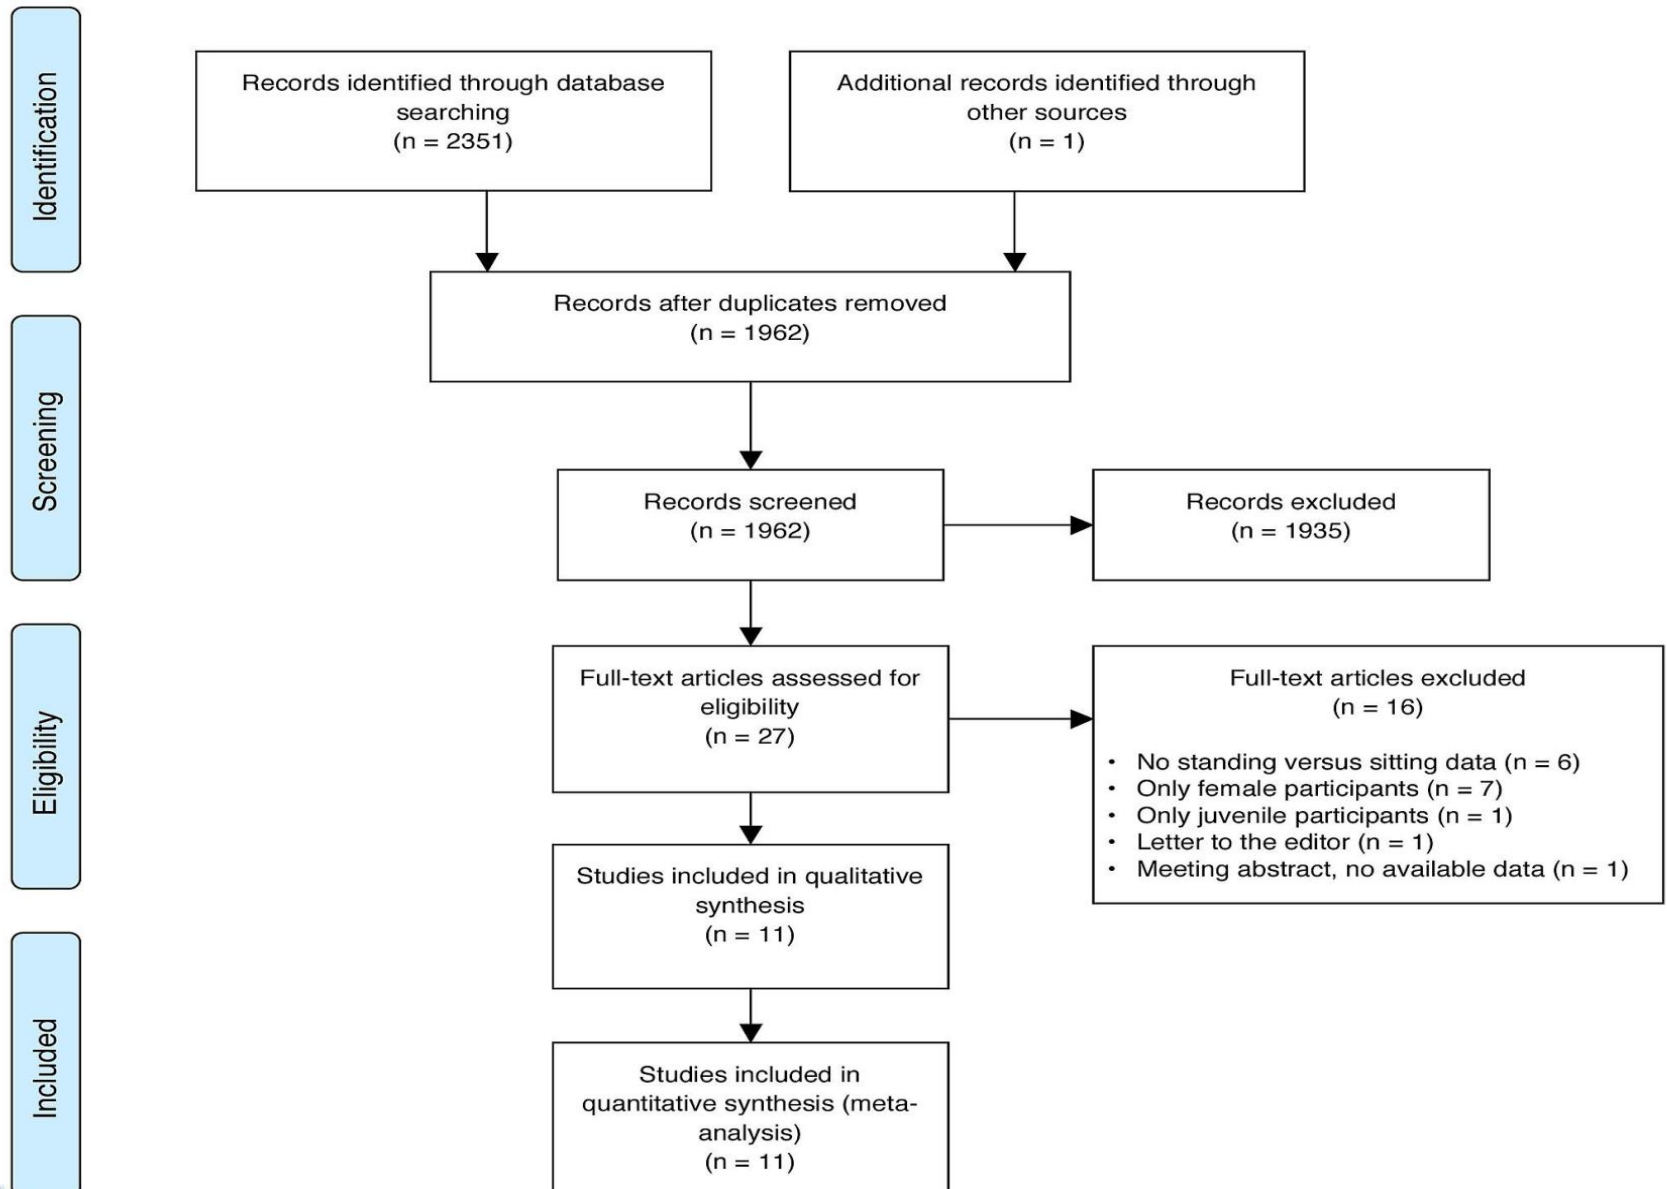 Identification
Records identified through database
searching
(n = 2351)
Additional records identified through
other sources
(n = 1)
Records after duplicates removed
(n = 1962)
Screening
Records screened
(n = 1962)
Records excluded
(n = 1935)
Eligibility
Full-text articles assessed for
eligibility
(n = 27)
Full-text articles excluded
(n = 16)
• No standing versus sitting data (n = 6)
• Only female participants (n = 7)
• Only juvenile participants (n = 1)
• Letter to the editor (n = 1)
• Meeting abstract, no available data (n = 1)
Studies included in qualitative
synthesis
(n = 11)
Included
Studies included in
quantitative synthesis (meta-
analysis)
(n = 11)